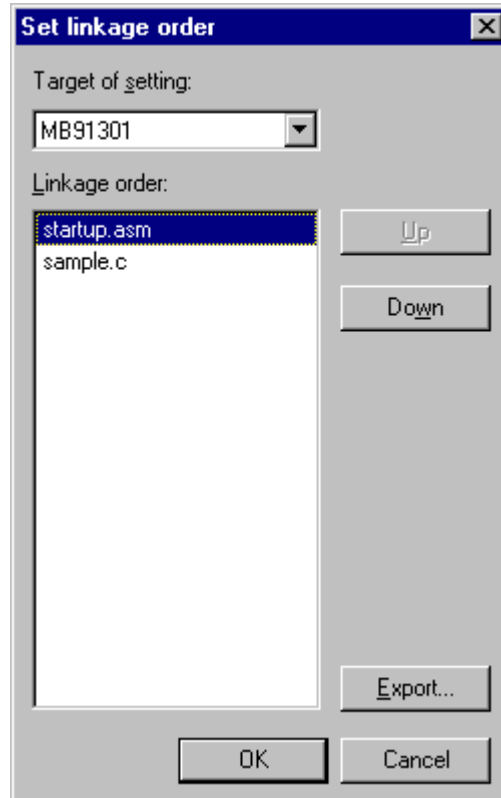 Set linkage order
Target of setting:
MB91301
Linkage order:
startup.asm
sample.c
Up
Down
Export...
OK
Cancel